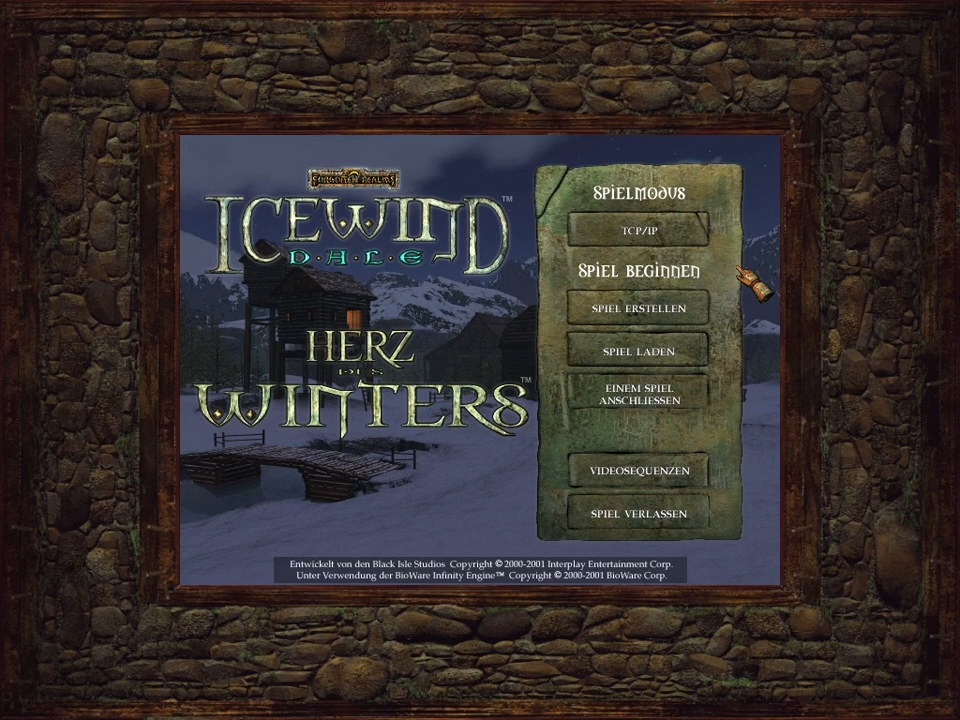 FORGOTTEN REALMS
ICEWIND TM
D·A·L·E
HERZ
DES
WINTERS TM
SPIELMODUS
TCP/IP
SPIEL BEGINNEN
SPIEL ERSTELLEN
SPIEL LADEN
EINEM SPIEL
ANSCHLIESSEN
VIDEOSEQUENZEN
SPIEL VERLASSEN
Entwickelt von den Black Isle Studios Copyright © 2000-2001 Interplay Entertainment Corp.
Unter Verwendung der BioWare Infinity Engine™ Copyright © 2000-2001 BioWare Corp.